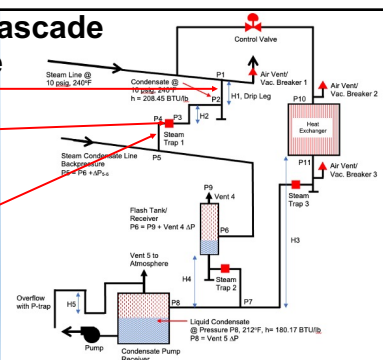 ascade
Control Valve
Steam Line @
10 psig, 240ºF
Condensate @
10 psig, 240ºF
h = 208.45 BTU/lb
P1
Air Vent/
Vac. Breaker 1
H1, Drip Leg
P2
H2
P3
P4
Steam
Trap 1
P10
Air Vent/
Vac. Breaker 2
Heat
Exchanger
P11
Air Vent/
Vac. Breaker 3
Steam Condensate Line
Backpressure
P5 = P6 +ΔP₅₋₆
P5
P9
Vent 4
Flash Tank/
Receiver
P6 = P9 + Vent 4 ΔP
P6
Steam
Trap 3
H3
Vent 5 to
Atmosphere
H4
Steam
Trap 2
Overflow
with P-trap
H5
P8
P7
Liquid Condensate
@ Pressure P8, 212ºF, h= 180.17 BTU/lb
P8 = Vent 5 ΔP
Pump
Condensate Pump
Receiver